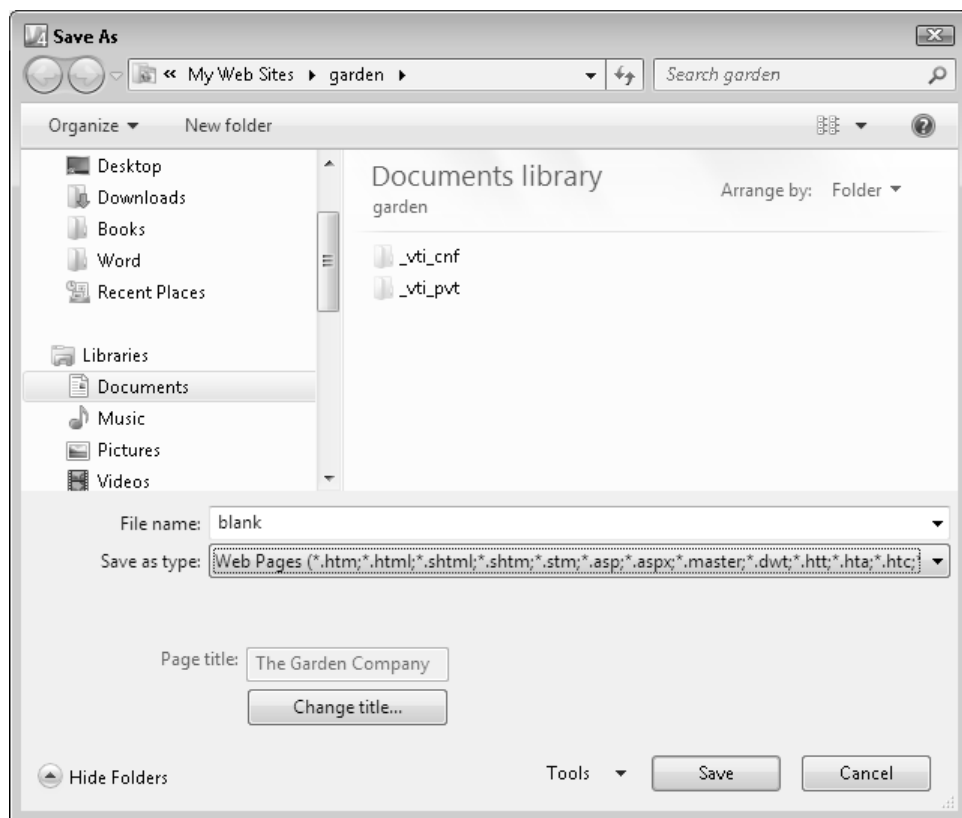 Save As
« My Web Sites ▸ garden ▸
Search garden
Organize ▾ New folder
Desktop
Downloads
Books
Word
Recent Places
Libraries
Documents
Music
Pictures
Videos
Documents library
garden
Arrange by: Folder ▾
_vti_cnf
_vti_pvt
File name: blank
Save as type: Web Pages (*.htm;*.html;*.shtml;*.shtm;*.stm;*.asp;*.aspx;*.master;*.dwt;*.htt;*.hta;*.htc;
Page title: The Garden Company
Change title...
Hide Folders
Tools ▾ Save Cancel